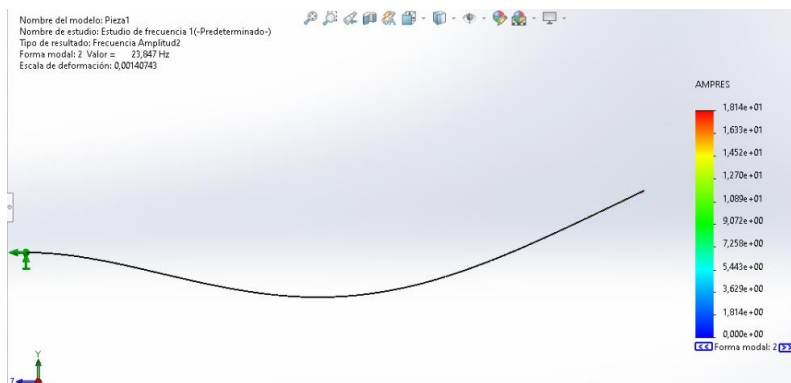 Nombre del modelo: Pieza1
Nombre de estudio: Estudio de frecuencia 1(-Predeterminado-)
Tipo de resultado: Frecuencia Amplitud2
Forma modal: 2 Valor = 23,847 Hz
Escala de deformación: 0,00140743
AMPRES
1,814e+01
1,633e+01
1,452e+01
1,270e+01
1,089e+01
9,072e+00
7,258e+00
5,443e+00
3,629e+00
1,814e+00
0,000e+00
<< Forma modal: 2 >>
Y